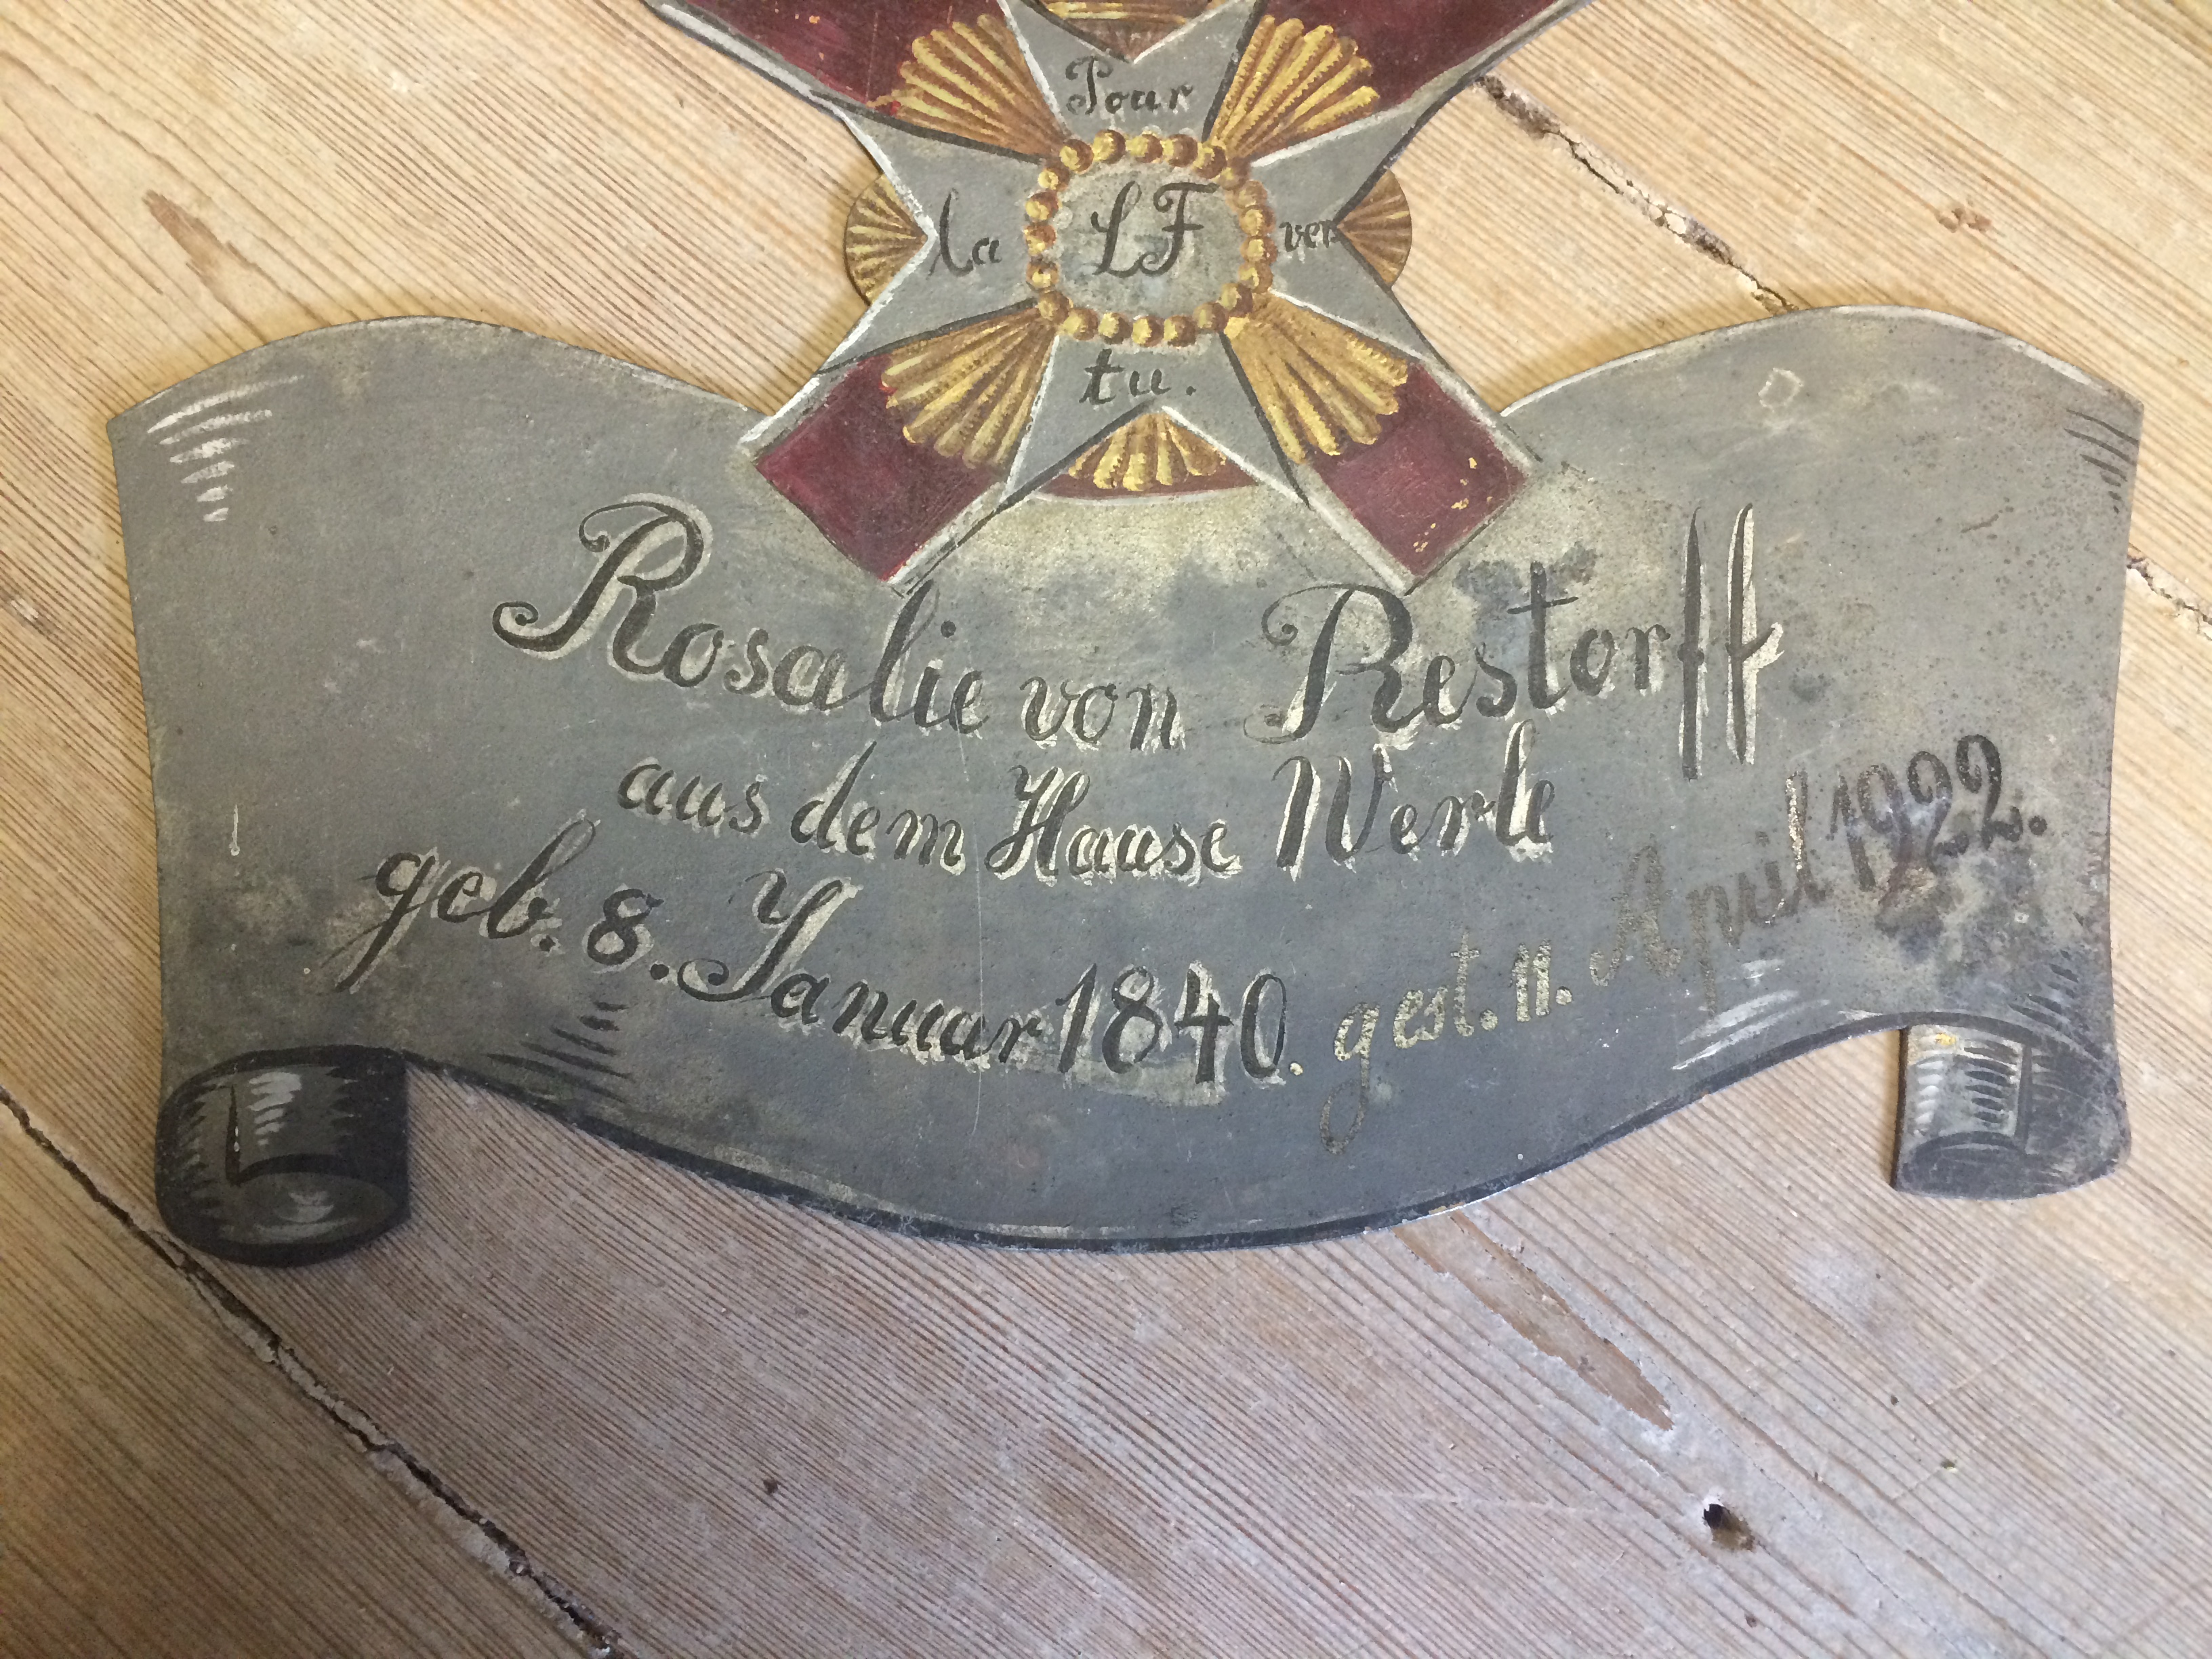 Pour
la LF ver
tu.
Rosalie von Restorff
aus dem Hause Werle
geb. 8. Januar 1840. gest. 11. April 1922.